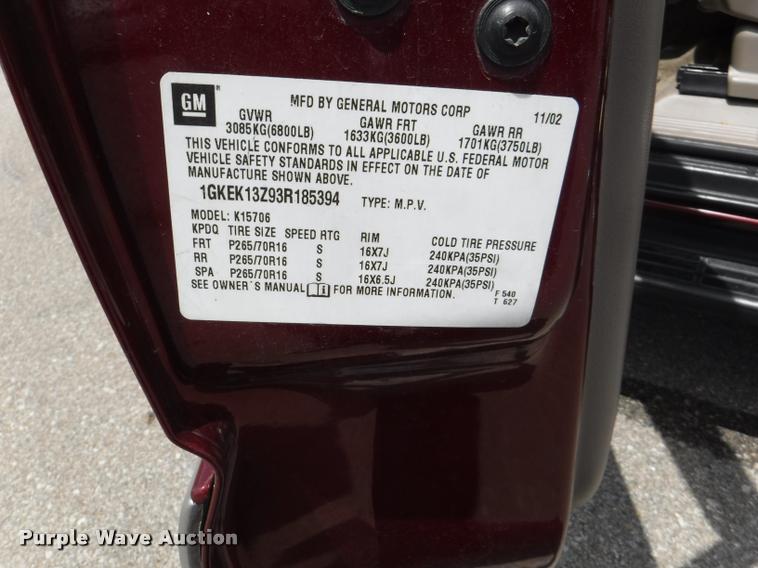 GM ® MFD BY GENERAL MOTORS CORP 11/02
GVWR GAWR FRT GAWR RR
3085KG(6800LB) 1633KG(3600LB) 1701KG(3750LB)
THIS VEHICLE CONFORMS TO ALL APPLICABLE U.S. FEDERAL MOTOR
VEHICLE SAFETY STANDARDS IN EFFECT ON THE DATE OF
MANUFACTURE SHOWN ABOVE.
1GKEK13Z93R185394 TYPE: M.P.V.
MODEL: K15706
KPDQ TIRE SIZE SPEED RTG RIM COLD TIRE PRESSURE
FRT P265/70R16 S 16X7J 240KPA(35PSI)
RR P265/70R16 S 16X7J 240KPA(35PSI)
SPA P265/70R16 S 16X6.5J 240KPA(35PSI)
SEE OWNER'S MANUAL FOR MORE INFORMATION.
F 540
T 627
Purple Wave Auction